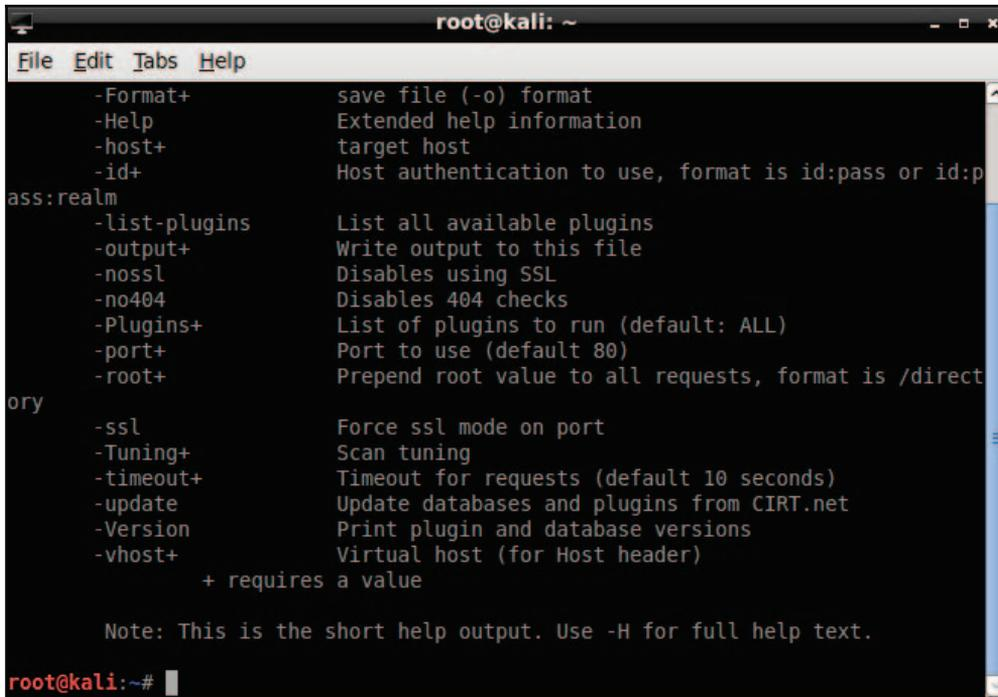 root@kali: ~
File Edit Tabs Help
-Format+ save file (-o) format
-Help Extended help information
-host+ target host
-id+ Host authentication to use, format is id:pass or id:p
ass:realm
-list-plugins List all available plugins
-output+ Write output to this file
-nossl Disables using SSL
-no404 Disables 404 checks
-Plugins+ List of plugins to run (default: ALL)
-port+ Port to use (default 80)
-root+ Prepend root value to all requests, format is /direct
ory
-ssl Force ssl mode on port
-Tuning+ Scan tuning
-timeout+ Timeout for requests (default 10 seconds)
-update Update databases and plugins from CIRT.net
-Version Print plugin and database versions
-vhost+ Virtual host (for Host header)
+ requires a value
Note: This is the short help output. Use -H for full help text.
root@kali:~#